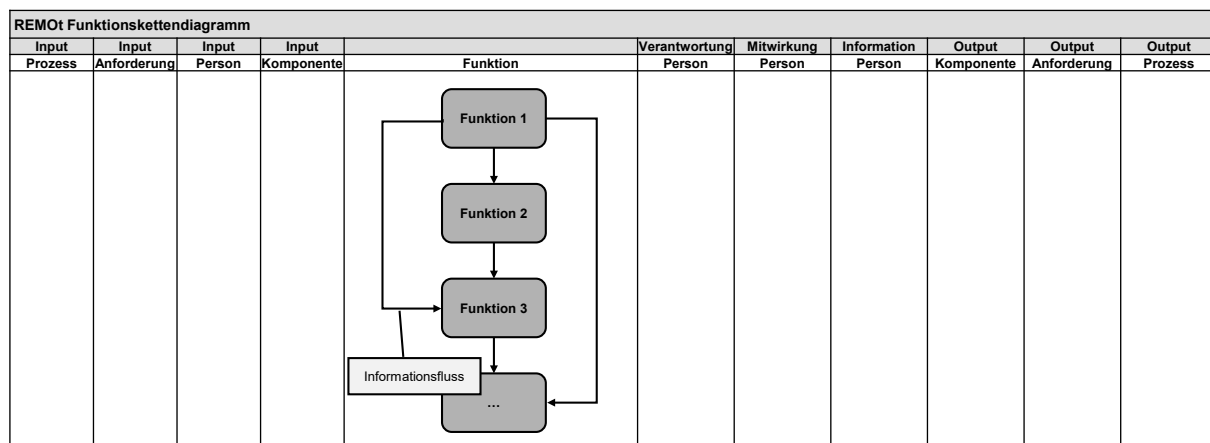 REMOt Funktionskettendiagramm
Input Input Input Input Verantwortung Mitwirkung Information Output Output Output
Prozess Anforderung Person Komponente Funktion Person Person Person Komponente Anforderung Prozess
Funktion 1
Funktion 2
Funktion 3
Informationsfluss
...